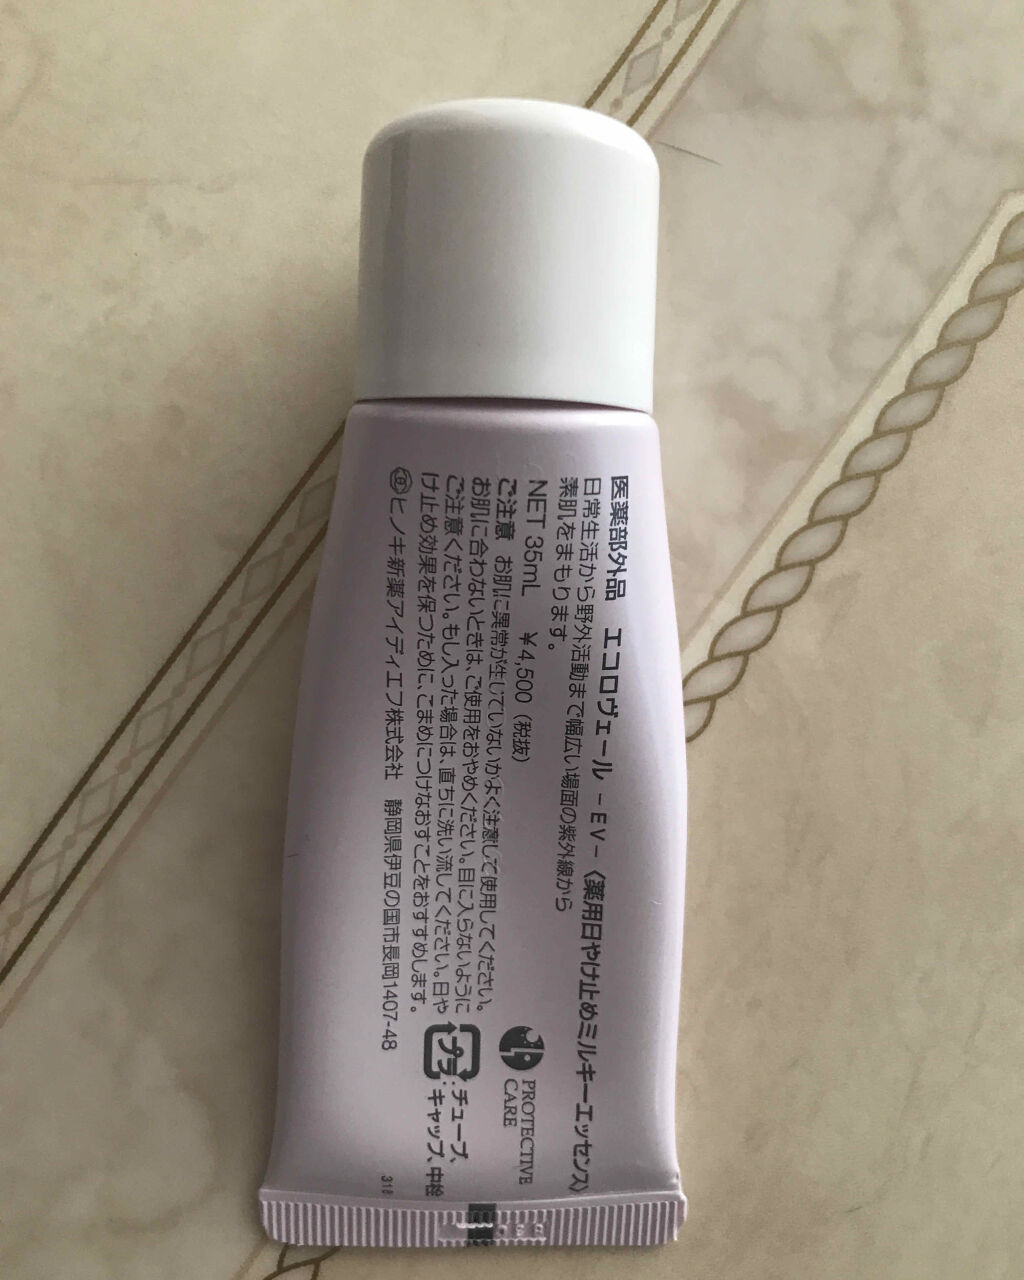 医薬部外品 エコロヴェール -EV-〈薬用日やけ止めミルキーエッセンス〉
日常生活から野外活動まで幅広い場面の紫外線から
素肌をまもります。
NET 35mL ¥4,500（税抜）
ご注意 お肌に異常が生じていないかよく注意して使用してください。
お肌に合わないときは、ご使用をおやめください。目に入らないように
ご注意ください。もし入った場合は、直ちに洗い流してください。日や
け止め効果を保つために、こまめにつけなおすことをおすすめします。
ヒノキ新薬アイディエフ株式会社 静岡県伊豆の国市長岡1407-48
PROTECTIVE
CARE
プラ
:チューブ、
キャップ、中栓
318